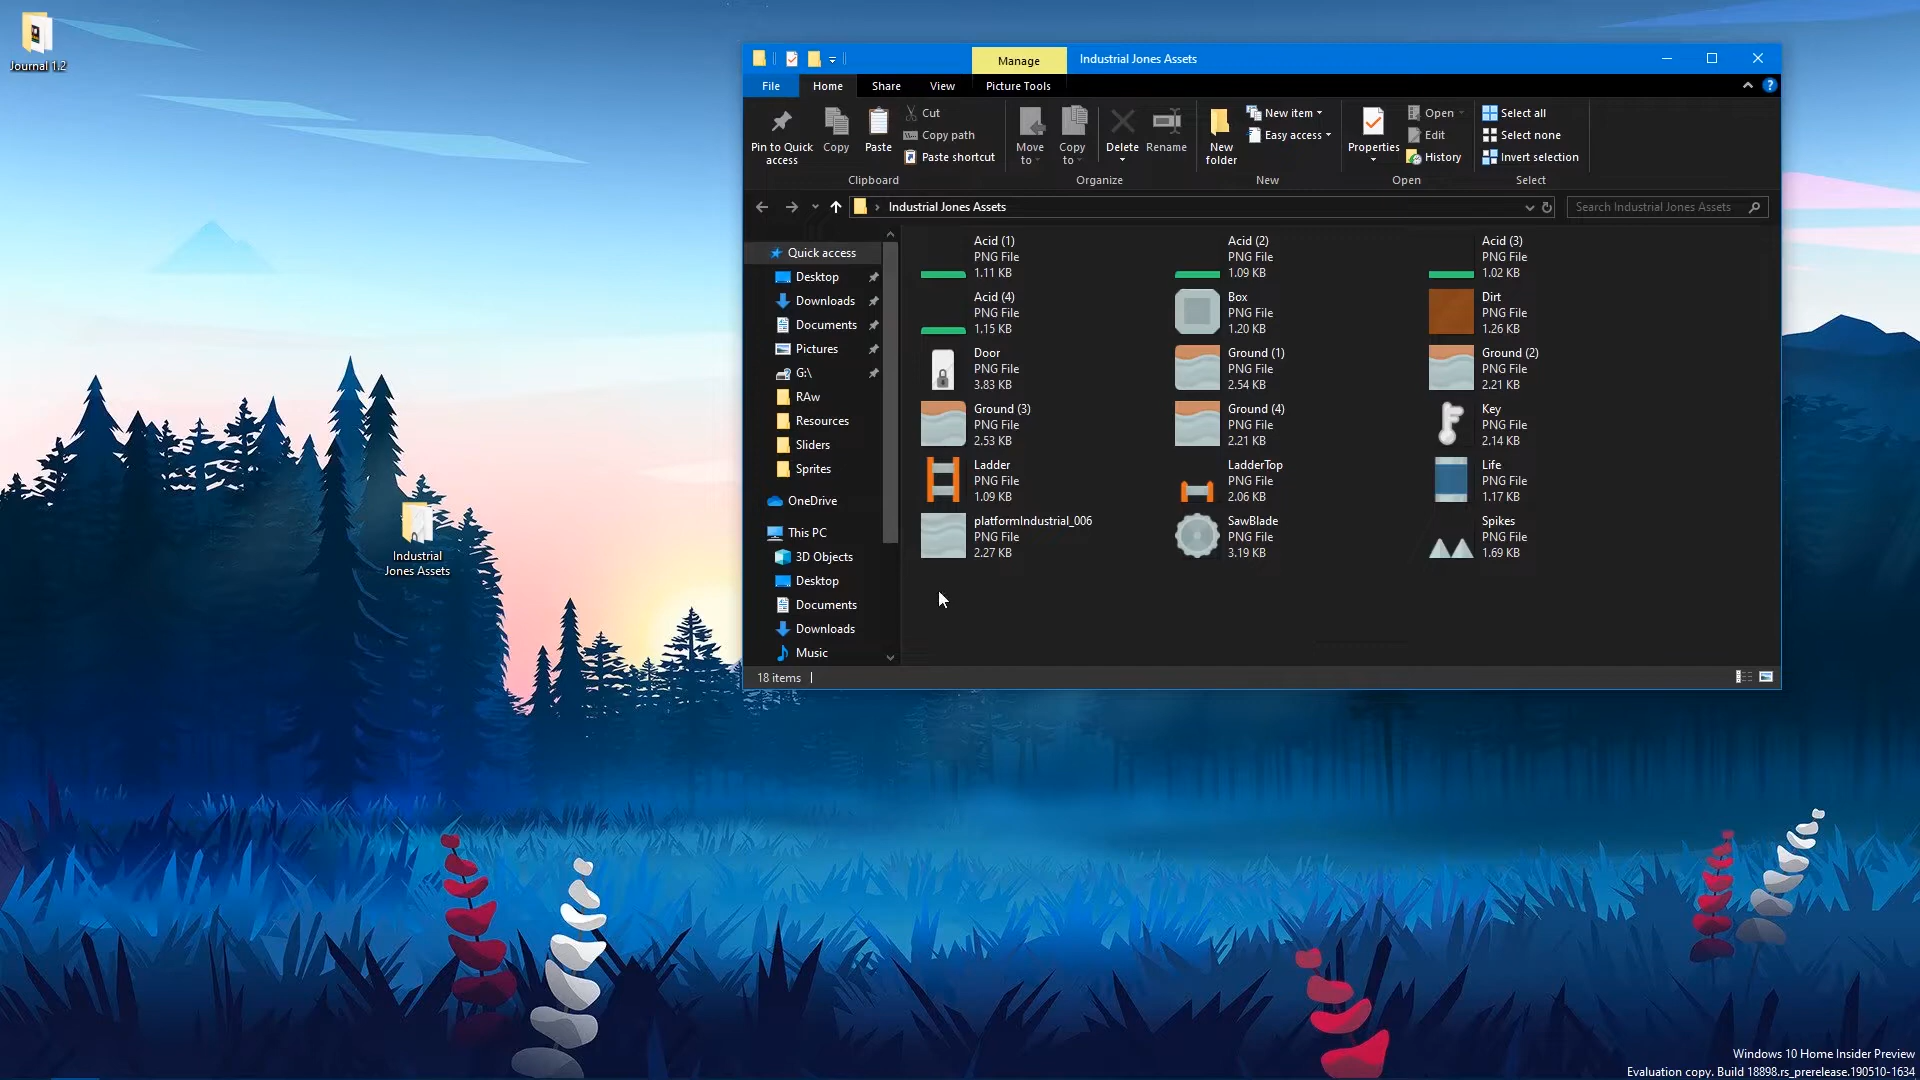 Journal 1.2
Industrial
Jones Assets
Manage
Industrial Jones Assets
File
Home
Share
View
Picture Tools
Pin to Quick
access
Copy
Paste
Cut
Copy path
Paste shortcut
Clipboard
Move
to
Copy
to
Delete
Rename
Organize
New
folder
New item
Easy access
New
Properties
Open
Edit
History
Open
Select all
Select none
Invert selection
Select
Industrial Jones Assets
Search Industrial Jones Assets
Quick access
Desktop
Downloads
Documents
Pictures
G:\
RAw
Resources
Sliders
Sprites
OneDrive
This PC
3D Objects
Desktop
Documents
Downloads
Music
Acid (1)
PNG File
1.11 KB
Acid (2)
PNG File
1.09 KB
Acid (3)
PNG File
1.02 KB
Acid (4)
PNG File
1.15 KB
Box
PNG File
1.20 KB
Dirt
PNG File
1.26 KB
Door
PNG File
3.83 KB
Ground (1)
PNG File
2.54 KB
Ground (2)
PNG File
2.21 KB
Ground (3)
PNG File
2.53 KB
Ground (4)
PNG File
2.21 KB
Key
PNG File
2.14 KB
Ladder
PNG File
1.09 KB
LadderTop
PNG File
2.06 KB
Life
PNG File
1.17 KB
platformIndustrial_006
PNG File
2.27 KB
SawBlade
PNG File
3.19 KB
Spikes
PNG File
1.69 KB
18 items
Windows 10 Home Insider Preview
Evaluation copy. Build 18898.rs_prerelease.190510-1634